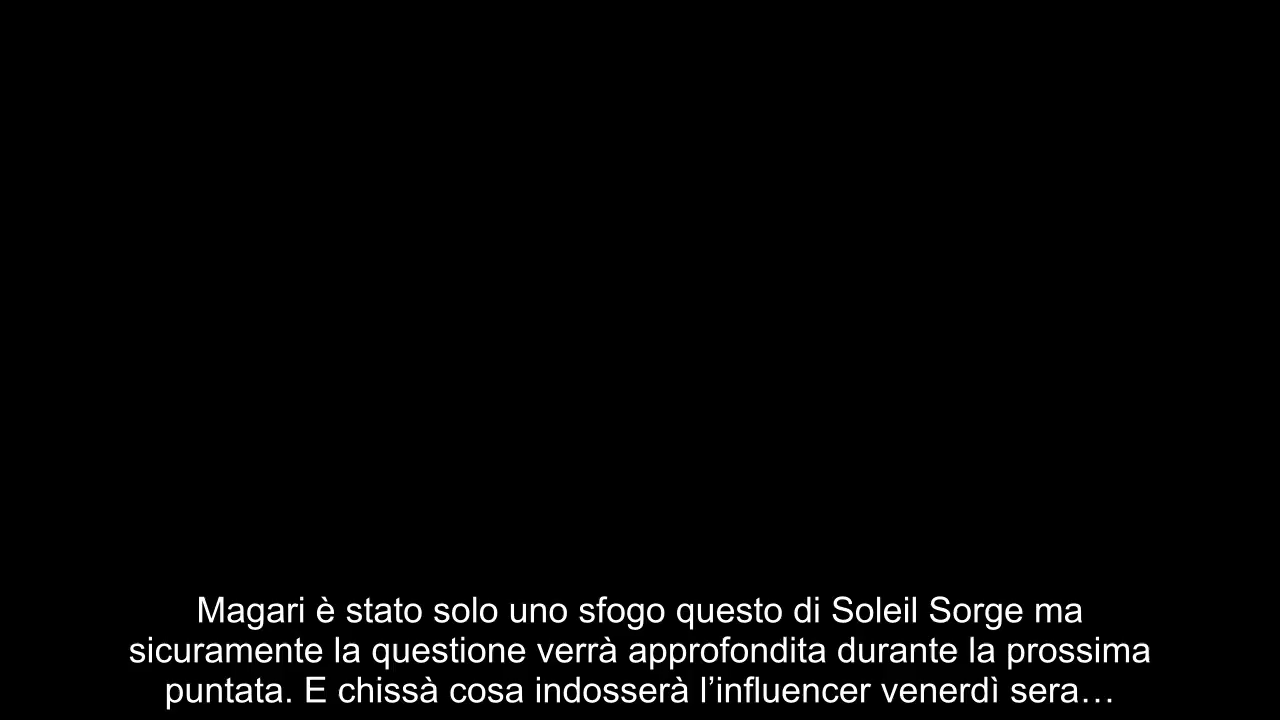 Magari è stato solo uno sfogo questo di Soleil Sorge ma
sicuramente la questione verrà approfondita durante la prossima
puntata. E chissà cosa indosserà l’influencer venerdì sera…